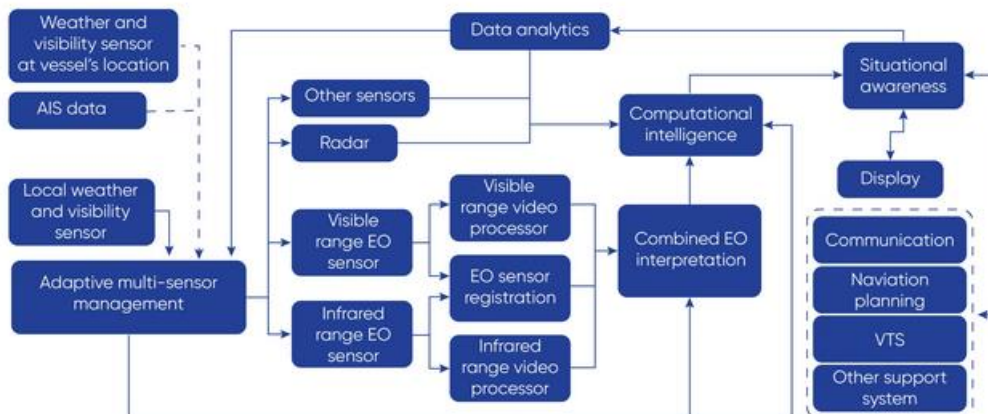 Weather and
visibility sensor
at vessel's location
AIS data
Local weather
and visibility
sensor
Adaptive multi-sensor
management
Data analytics
Other sensors
Radar
Visible
range EO
sensor
Infrared
range EO
sensor
Visible
range video
processor
EO sensor
registration
Infrared
range video
processor
Computational
intelligence
Combined EO
interpretation
Situational
awareness
Display
Communication
Naviation
planning
VTS
Other support
system